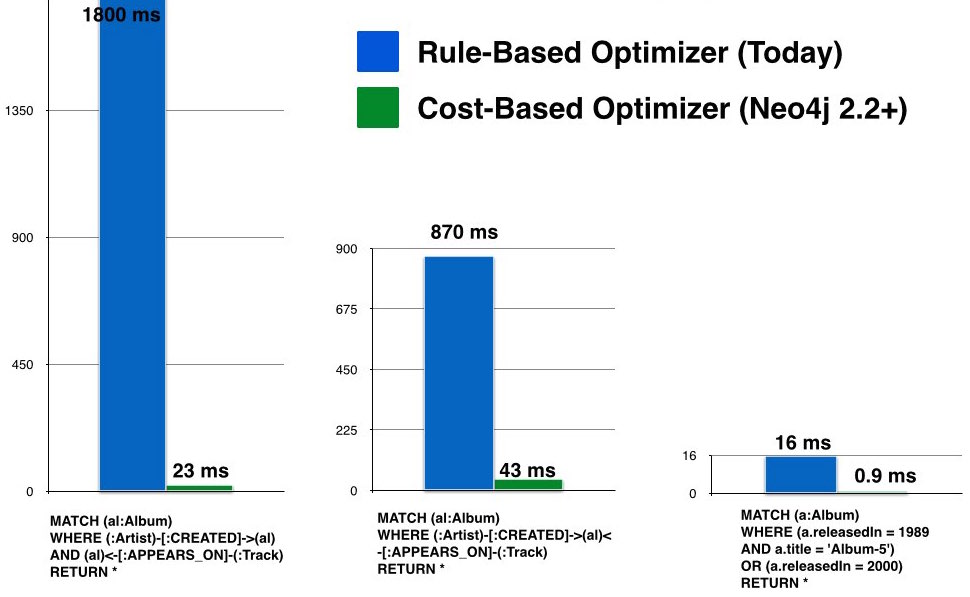 1800 ms
Rule-Based Optimizer (Today)
Cost-Based Optimizer (Neo4j 2.2+)
1350
900
450
0
23 ms
MATCH (al:Album)
WHERE (:Artist)-[:CREATED]->(al)
AND (al)<-[:APPEARS_ON]-(:Track)
RETURN *
870 ms
900
675
450
225
0
43 ms
MATCH (al:Album)
WHERE (:Artist)-[:CREATED]->(al)<
-[:APPEARS_ON]-(:Track)
RETURN *
16 ms
16
0.9 ms
0
MATCH (a:Album)
WHERE (a.releasedIn = 1989
AND a.title = 'Album-5')
OR (a.releasedIn = 2000)
RETURN *